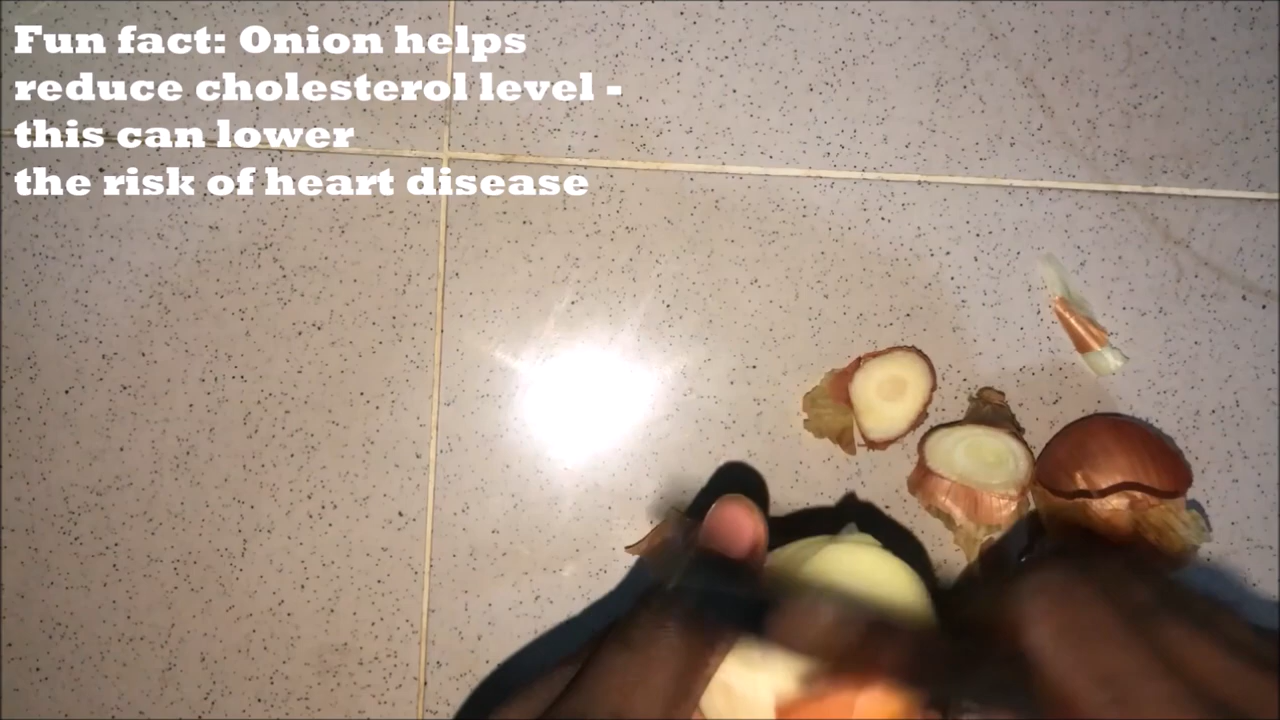 Fun fact: Onion helps
reduce cholesterol level -
this can lower
the risk of heart disease